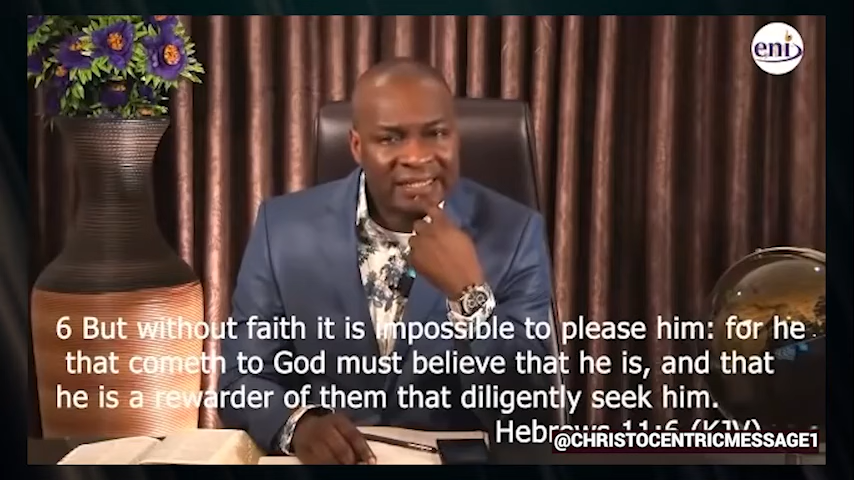 eni
6 But without faith it is impossible to please him: for he
that cometh to God must believe that he is, and that
he is a rewarder of them that diligently seek him.
Hebrews 11:6 (KJV)
@CHRISTOCENTRICMESSAGE1